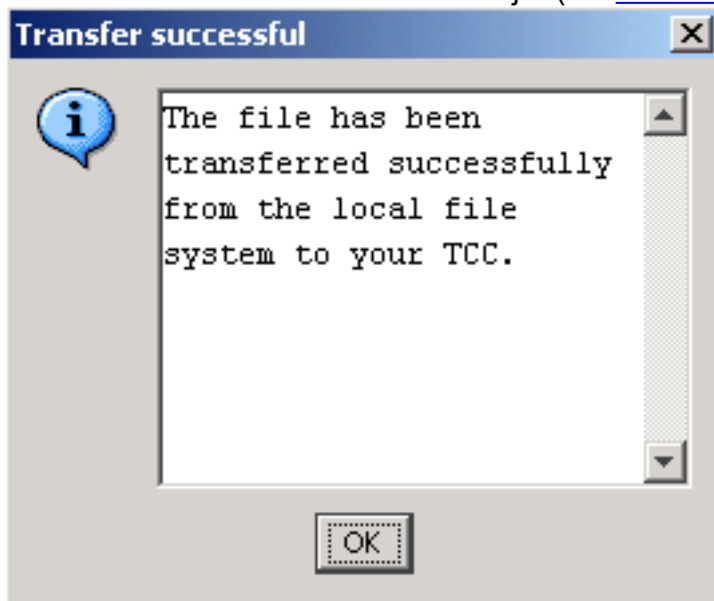 Transfer successful
The file has been
transferred successfully
from the local file
system to your TCC.
OK